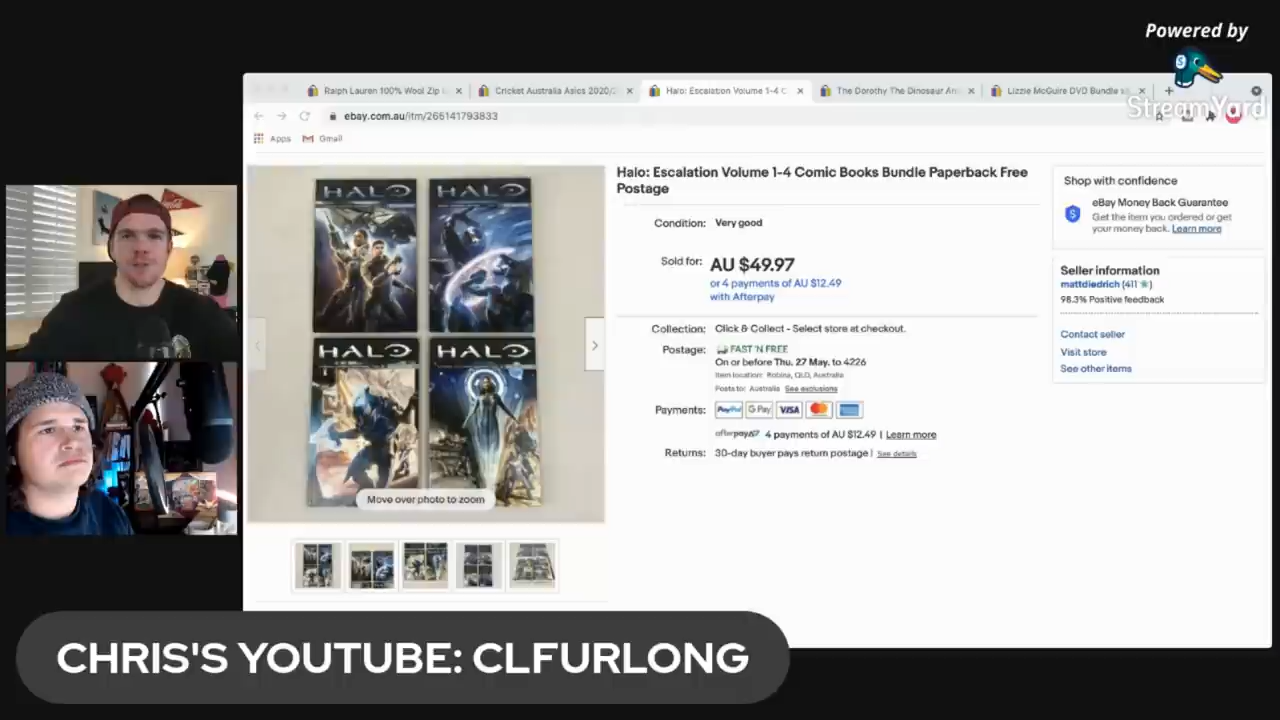 Powered by
StreamYard
Ralph Lauren 100% Wool Zip
Cricket Australia Asics 2020/2
Halo: Escalation Volume 1-4 C
The Dorothy The Dinosaur An
Lizzie McGuire DVD Bundle
ebay.com.au/itm/265141793833
Apps
Gmail
HALO
HALO
HALO
HALO
Move over photo to zoom
Halo: Escalation Volume 1-4 Comic Books Bundle Paperback Free
Postage
Condition: Very good
Sold for: AU $49.97
or 4 payments of AU $12.49
with Afterpay
Collection: Click & Collect - Select store at checkout.
Postage: FAST 'N FREE
On or before Thu. 27 May. to 4226
Item location: Robina, QLD, Australia
Posts to: Australia See exclusions
Payments: PayPal G Pay VISA
afterpay 4 payments of AU $12.49 | Learn more
Returns: 30-day buyer pays return postage | See details
Shop with confidence
eBay Money Back Guarantee
Get the item you ordered or get
your money back. Learn more
Seller information
mattdiedrich (411)
98.3% Positive feedback
Contact seller
Visit store
See other items
CHRIS'S YOUTUBE: CLFURLONG